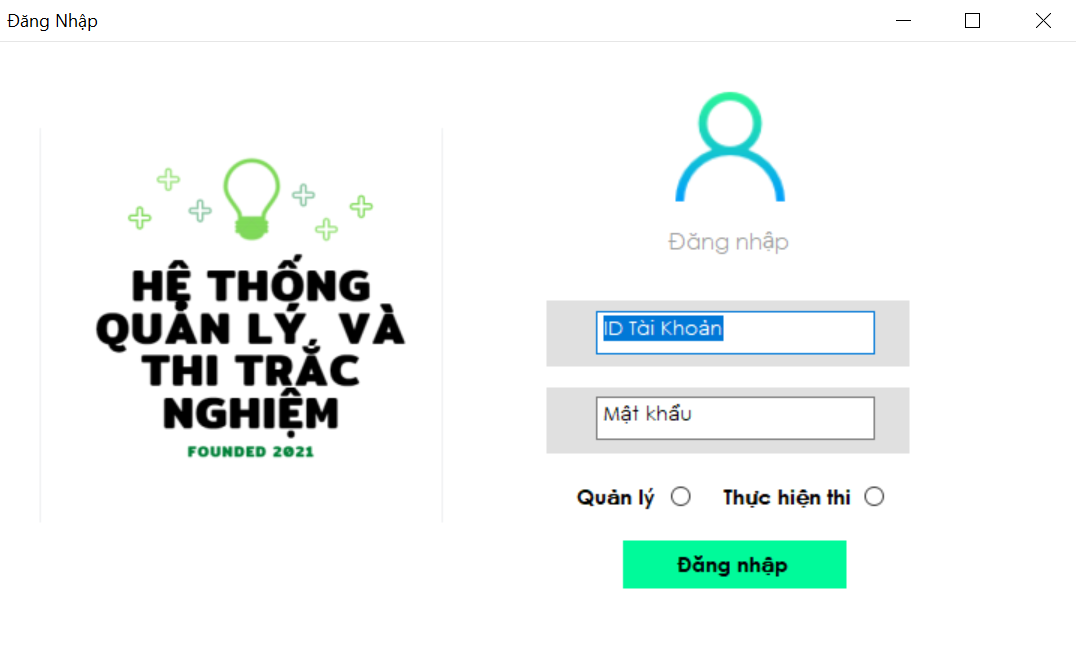 Đăng Nhập
HỆ THỐNG
QUẢN LÝ, VÀ
THI TRẮC
NGHIỆM
FOUNDED 2021
Đăng nhập
ID Tài Khoản
Mật khẩu
Quản lý Thực hiện thi
Đăng nhập